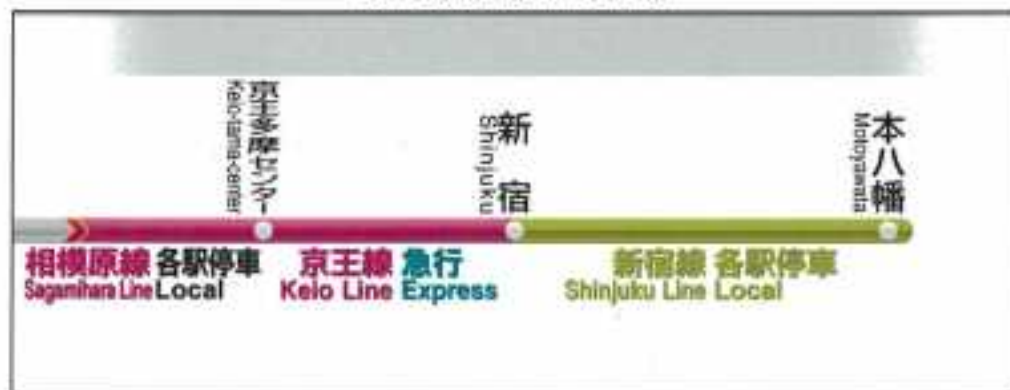 京王多摩センター
Keio-tama-center
新宿
Shinjuku
本八幡
Motoyawata
相模原線 各駅停車
Sagamihara Line Local
京王線 急行
Keio Line Express
新宿線 各駅停車
Shinjuku Line Local